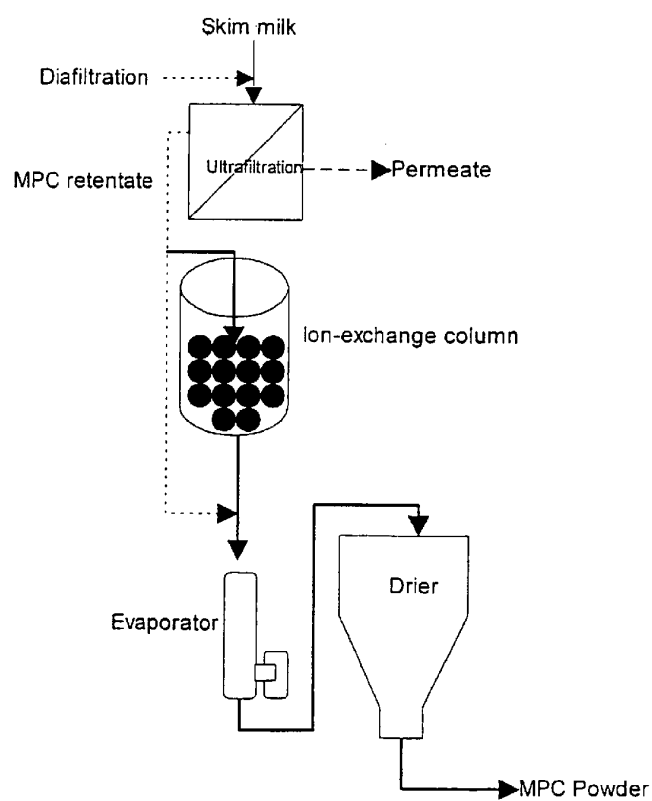 Skim milk
Diafiltration
Ultrafiltration
Permeate
MPC retentate
Ion-exchange column
Drier
Evaporator
MPC Powder